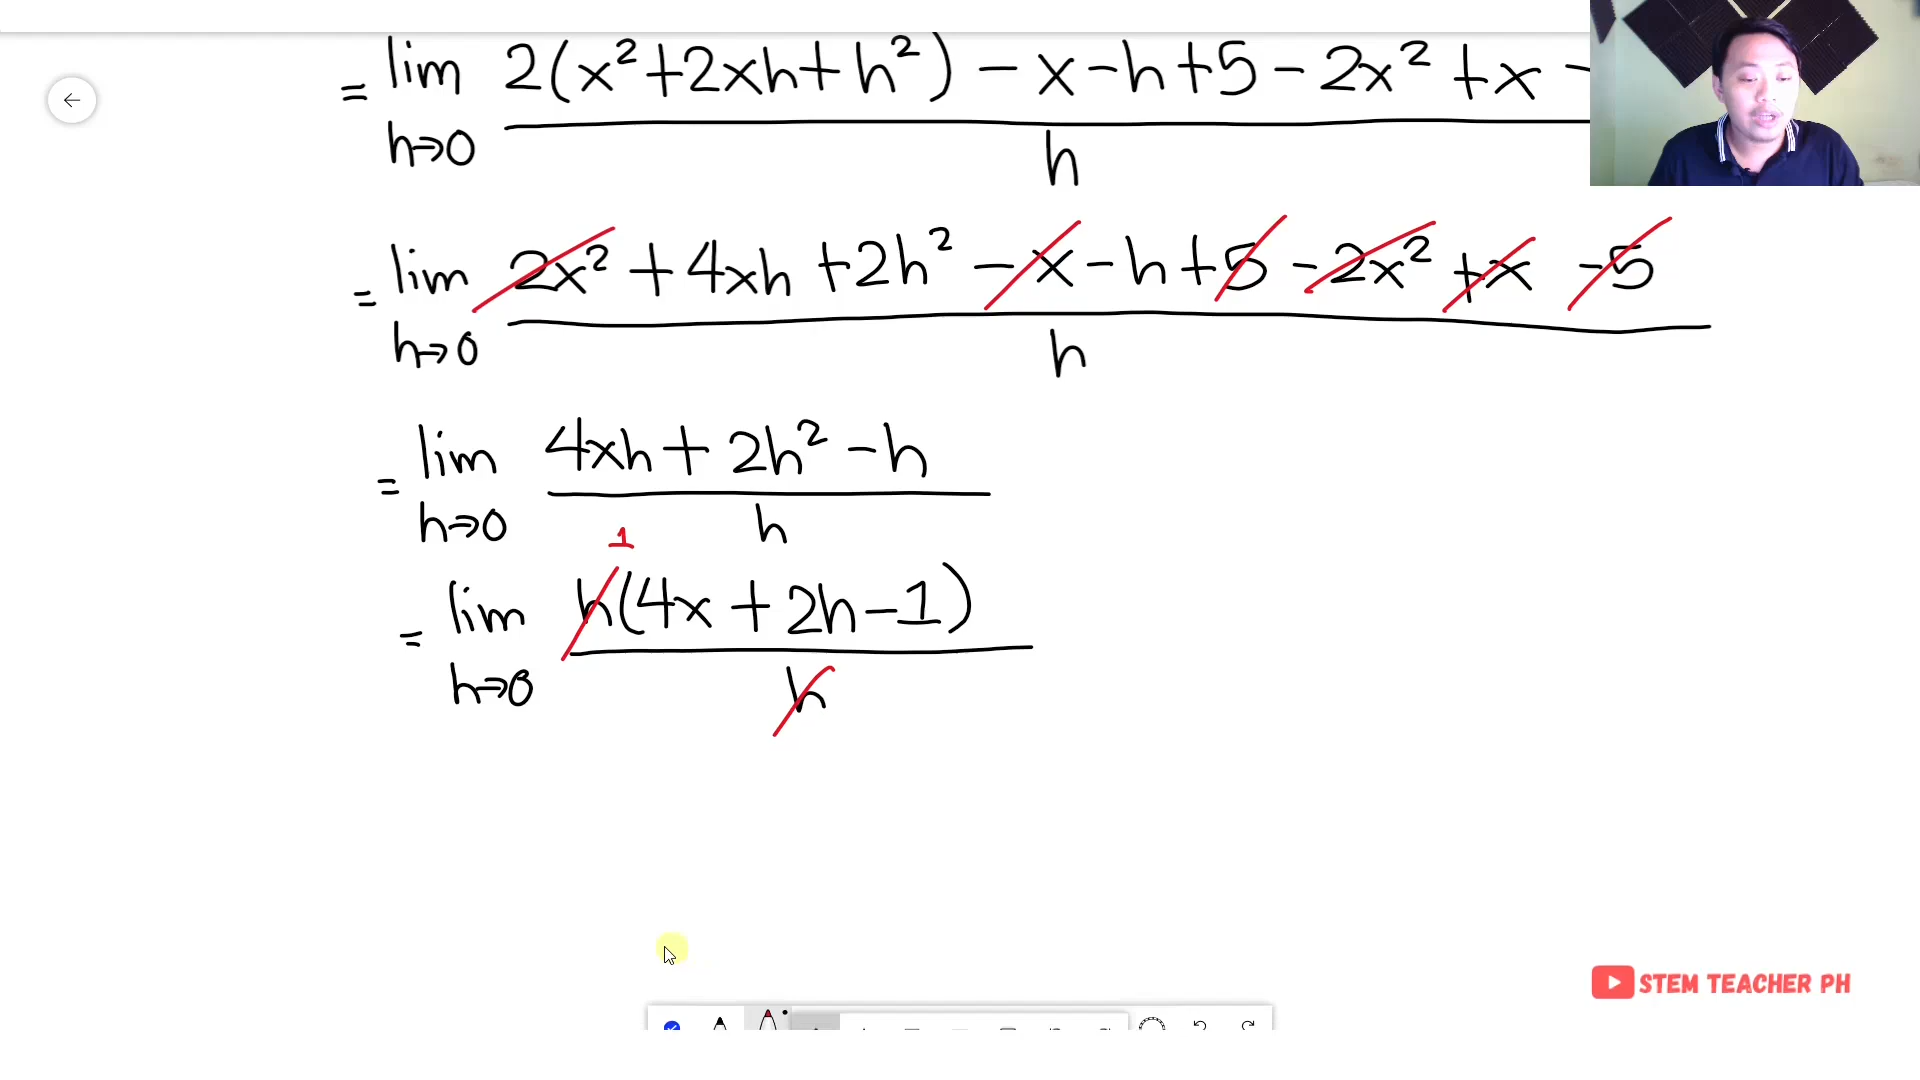 = lim 2(x²+2xh+h²) - x - h + 5 - 2x² + x -
h→0 h
= lim 2x² + 4xh + 2h² - x - h + 5 - 2x² + x - 5
h→0 h
= lim 4xh + 2h² - h
h→0 h
1
= lim h(4x + 2h - 1)
h→0 h
STEM TEACHER PH